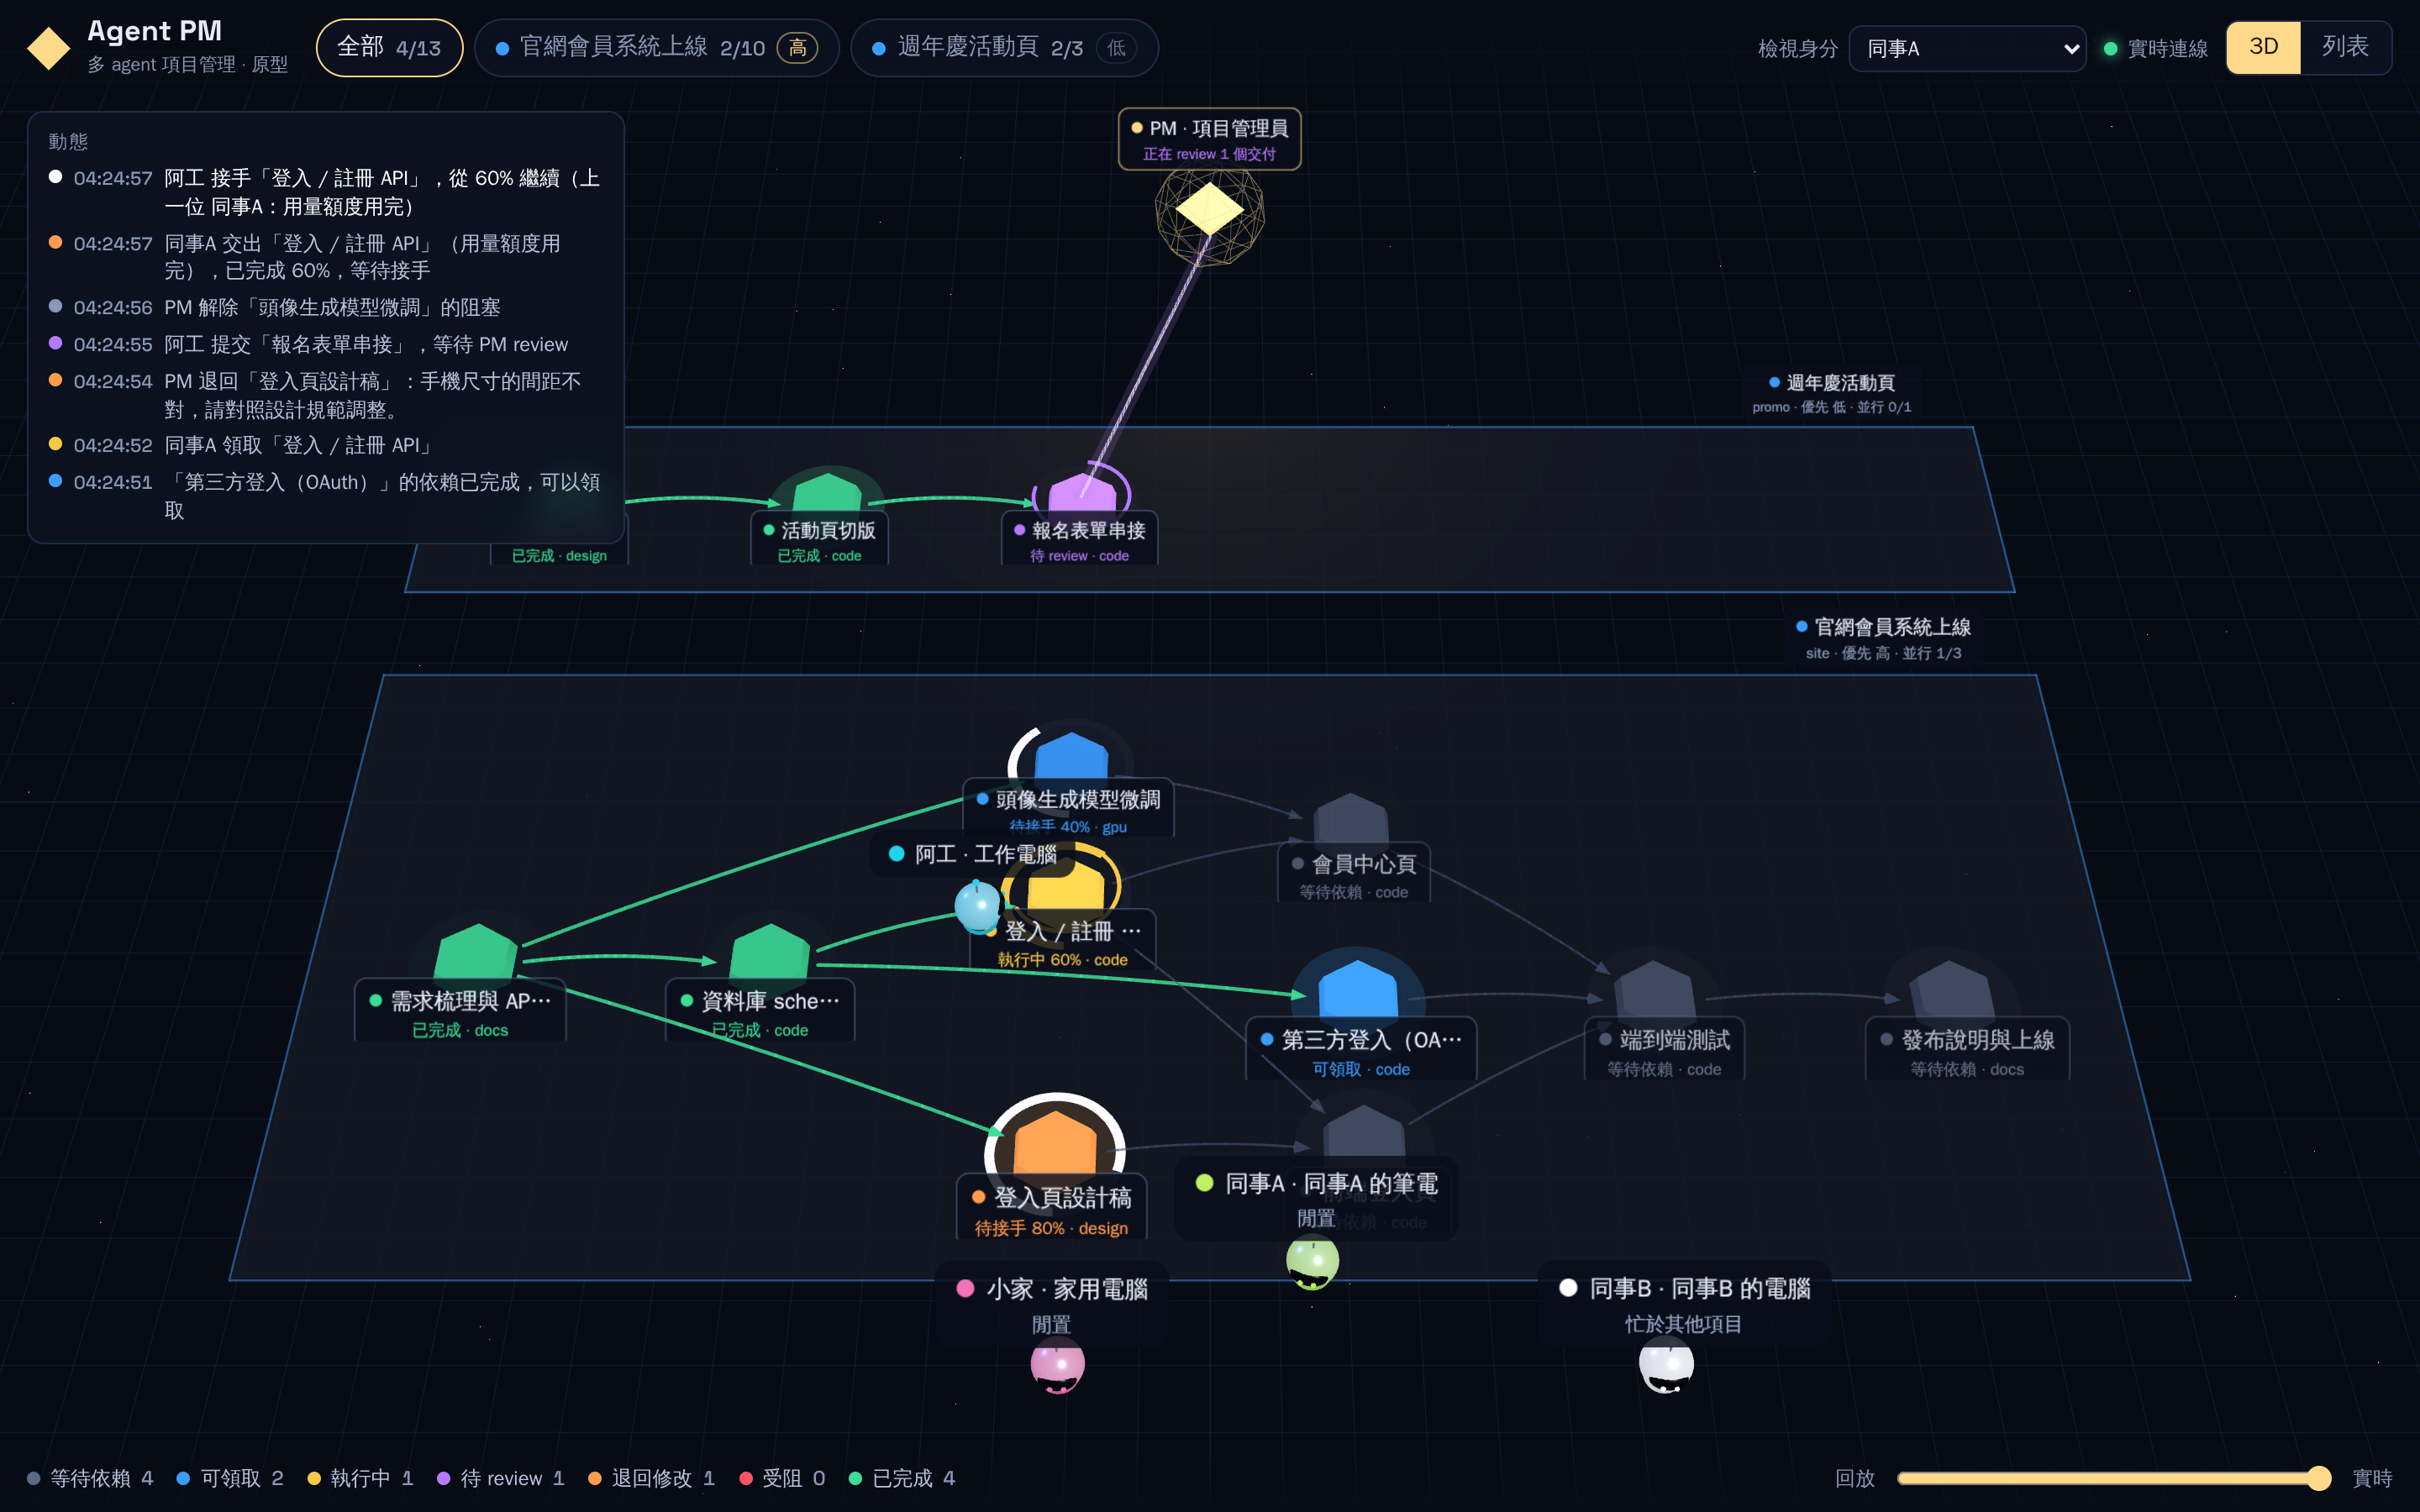 Agent PM
多 agent 項目管理 · 原型
全部 4/13
官網會員系統上線 2/10 高
週年慶活動頁 2/3 低
檢視身分 同事A
實時連線
3D 列表
動態
04:24:57 阿工 接手「登入 / 註冊 API」，從 60% 繼續（上
一位 同事A：用量額度用完）
04:24:57 同事A 交出「登入 / 註冊 API」（用量額度用
完），已完成 60%，等待接手
04:24:56 PM 解除「頭像生成模型微調」的阻塞
04:24:55 阿工 提交「報名表單串接」，等待 PM review
04:24:54 PM 退回「登入頁設計稿」：手機尺寸的間距不
對，請對照設計規範調整。
04:24:52 同事A 領取「登入 / 註冊 API」
04:24:51 「第三方登入（OAuth）」的依賴已完成，可以領
取
PM · 項目管理員
正在 review 1 個交付
週年慶活動頁
promo · 優先 低 · 並行 0/1
已完成 · design
活動頁切版
已完成 · code
報名表單串接
待 review · code
官網會員系統上線
site · 優先 高 · 並行 1/3
頭像生成模型微調
待接手 40% · gpu
阿工 · 工作電腦
會員中心頁
等待依賴 · code
登入 / 註冊 …
執行中 60% · code
需求梳理與 AP…
已完成 · docs
資料庫 sche…
已完成 · code
第三方登入（OA…
可領取 · code
端到端測試
等待依賴 · code
發布說明與上線
等待依賴 · docs
登入頁設計稿
待接手 80% · design
同事A · 同事A 的筆電
閒置
依賴 · code
小家 · 家用電腦
閒置
同事B · 同事B 的電腦
忙於其他項目
等待依賴 4
可領取 2
執行中 1
待 review 1
退回修改 1
受阻 0
已完成 4
回放 實時